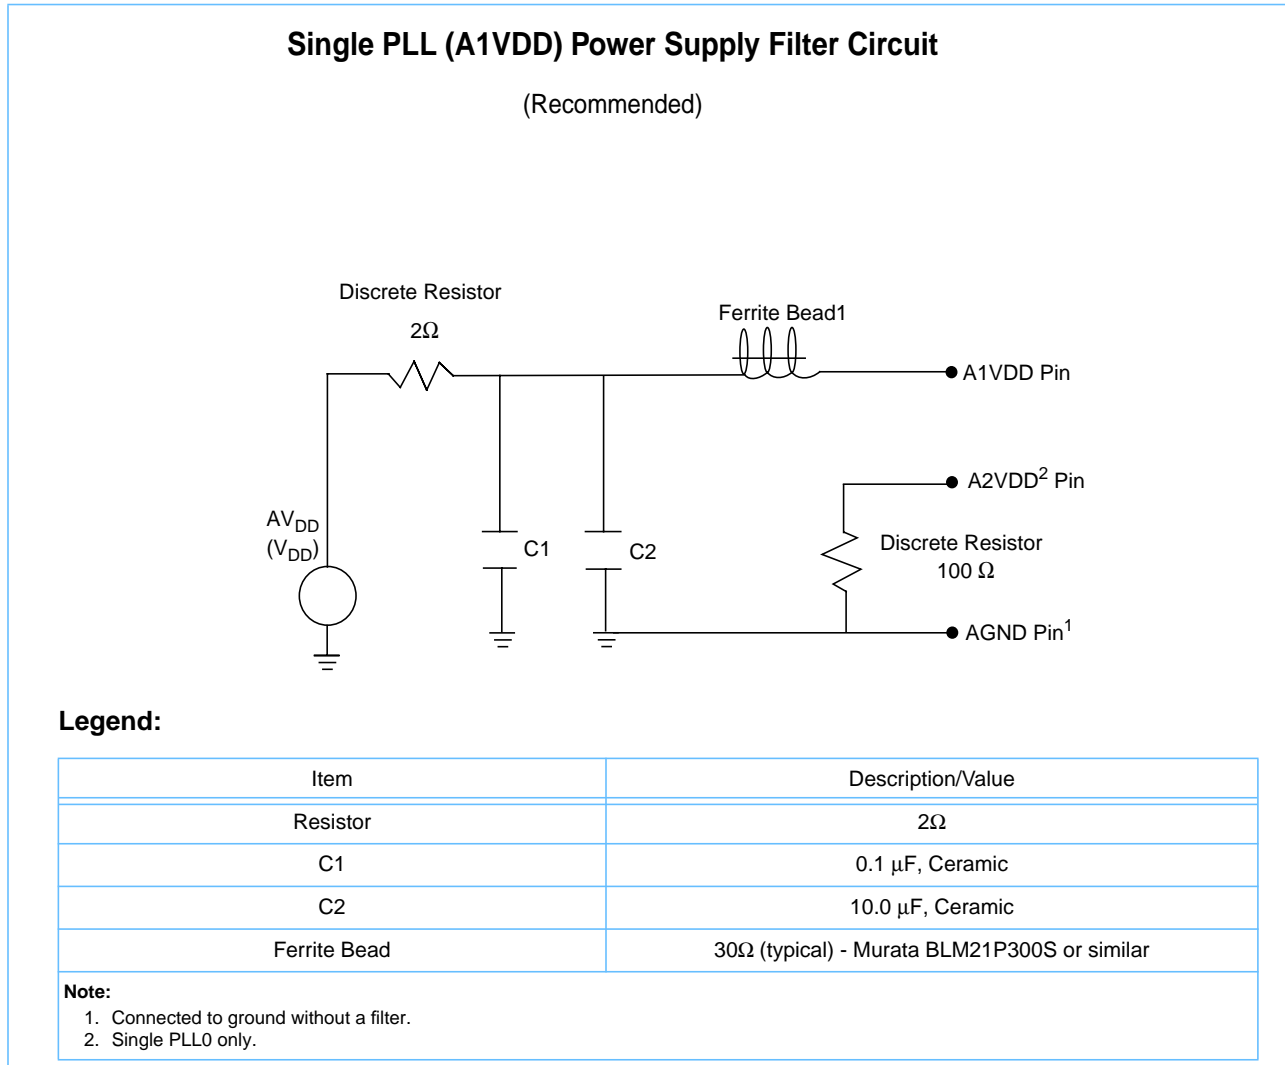 Single PLL (A1VDD) Power Supply Filter Circuit
(Recommended)
Discrete Resistor
2Ω
Ferrite Bead1
A1VDD Pin
A2VDD2 Pin
AVDD
(VDD)
C1
C2
Discrete Resistor
100 Ω
AGND Pin1
Legend:
Item Description/Value
Resistor 2Ω
C1 0.1 μF, Ceramic
C2 10.0 μF, Ceramic
Ferrite Bead 30Ω (typical) - Murata BLM21P300S or similar
Note:
1. Connected to ground without a filter.
2. Single PLL0 only.